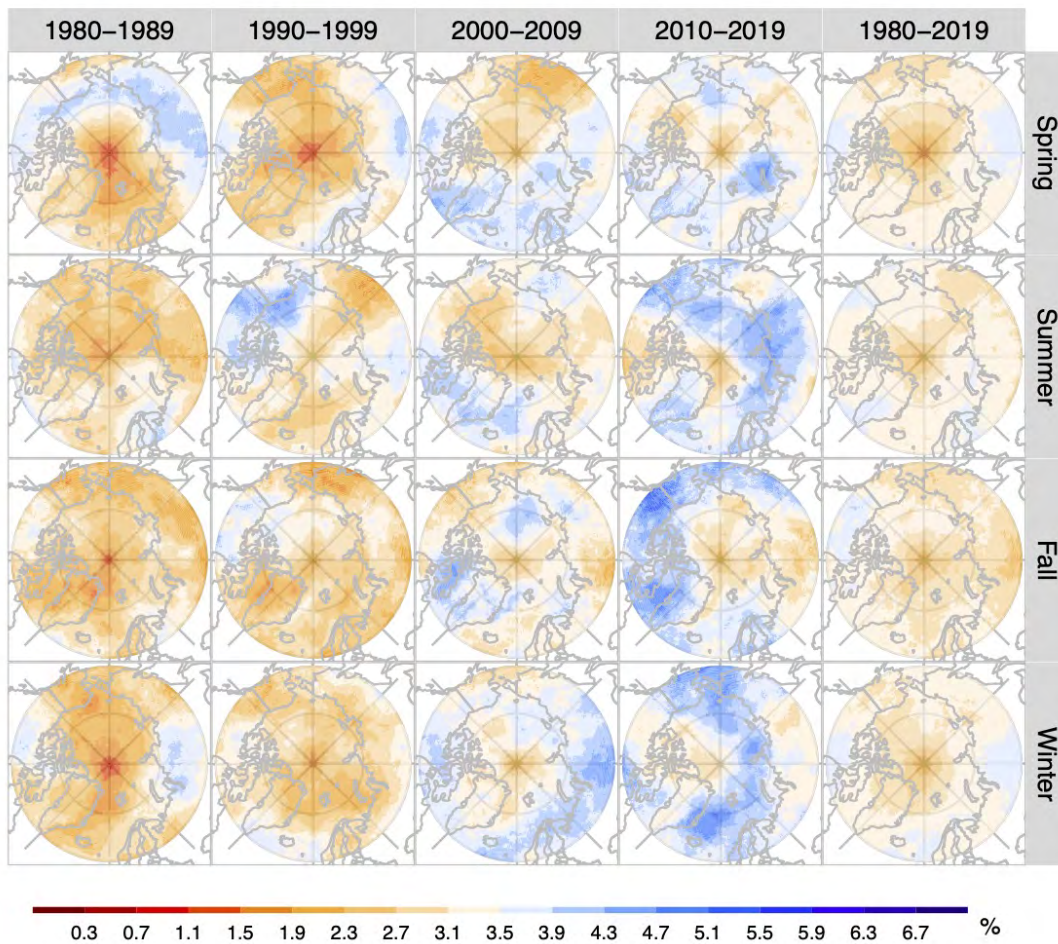 1980–1989 1990–1999 2000–2009 2010–2019 1980–2019
Spring
Summer
Fall
Winter
0.3 0.7 1.1 1.5 1.9 2.3 2.7 3.1 3.5 3.9 4.3 4.7 5.1 5.5 5.9 6.3 6.7 %